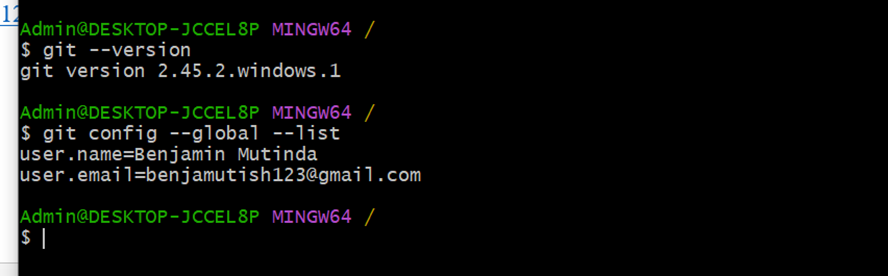 12
Admin@DESKTOP-JCCEL8P MINGW64 /
$ git --version
git version 2.45.2.windows.1
Admin@DESKTOP-JCCEL8P MINGW64 /
$ git config --global --list
user.name=Benjamin Mutinda
user.email=benjamutish123@gmail.com
Admin@DESKTOP-JCCEL8P MINGW64 /
$